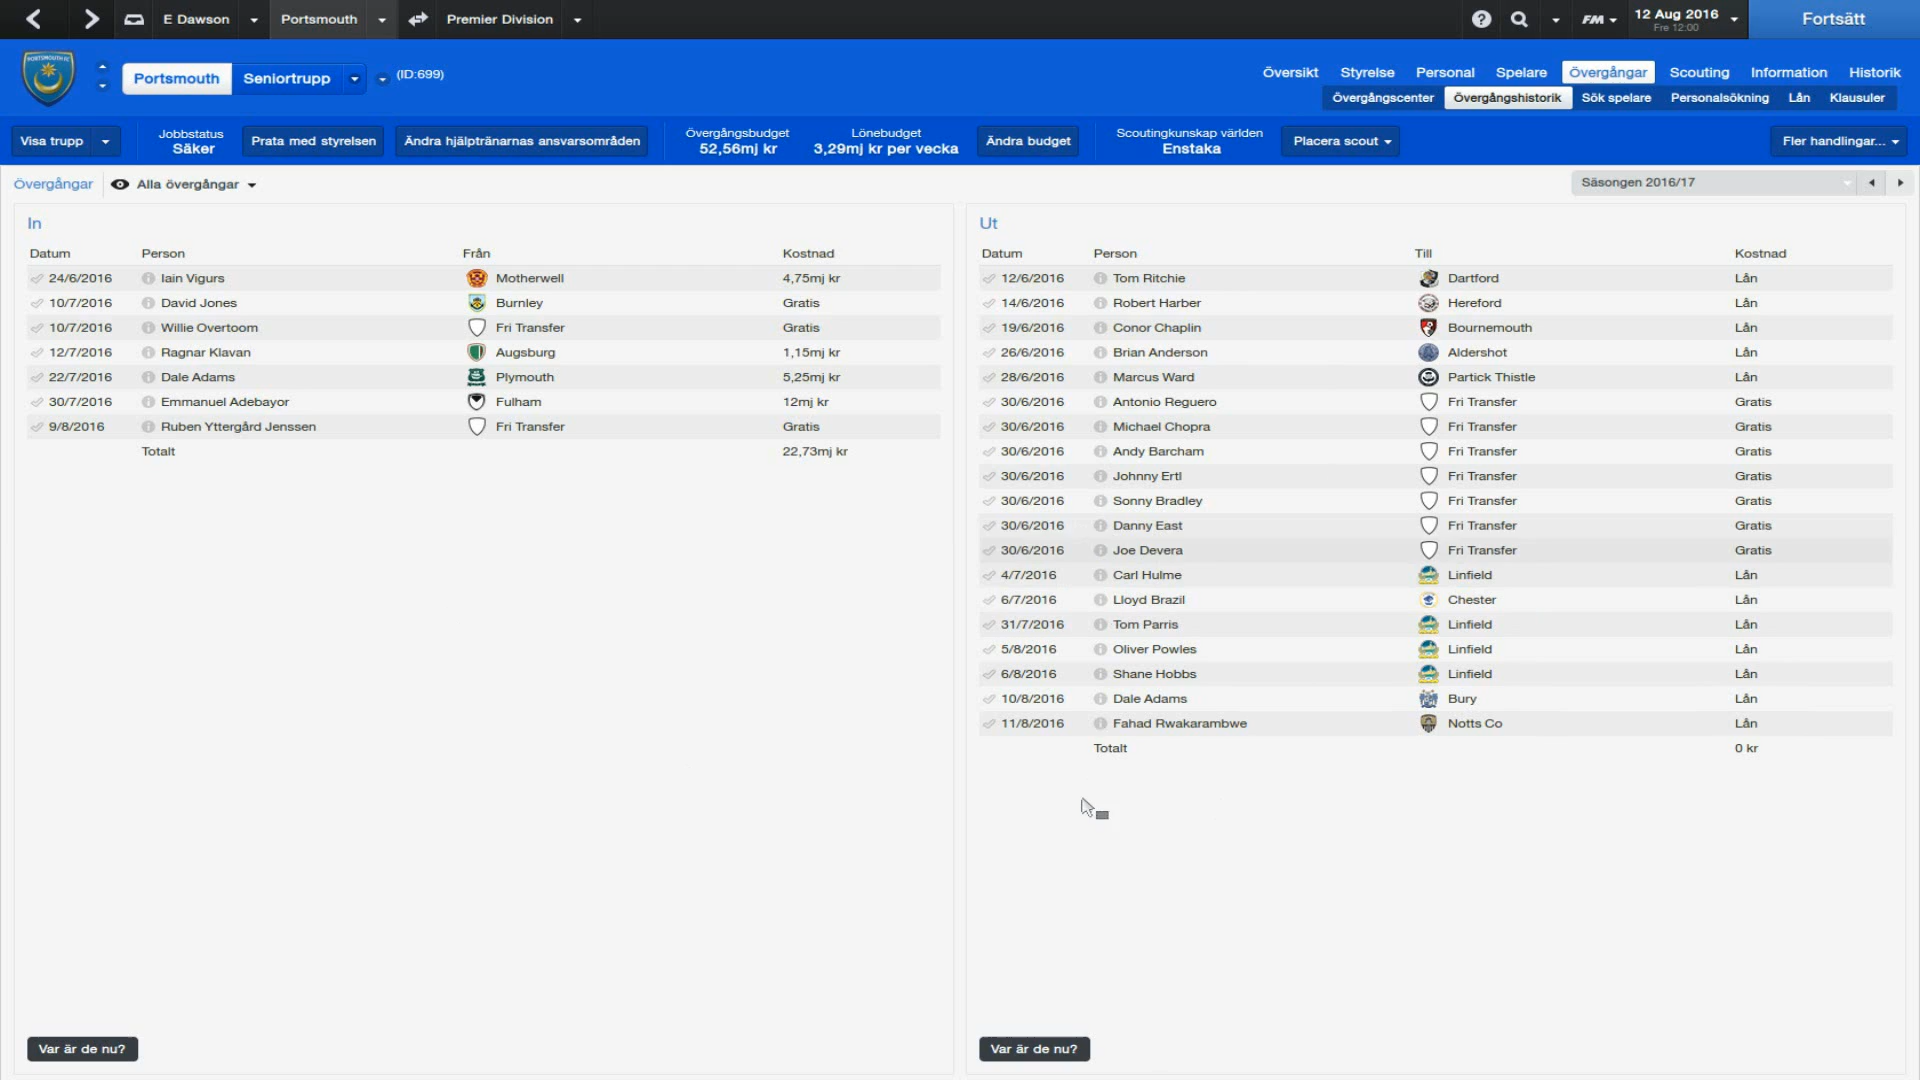 E Dawson
Portsmouth
Premier Division
12 Aug 2016
Fre 12:00
Fortsätt
FM
PORTSMOUTH FC
Portsmouth
Seniortrupp
(ID:699)
Översikt Styrelse Personal Spelare Övergångar Scouting Information Historik
Övergångscenter Övergångshistorik Sök spelare Personalsökning Lån Klausuler
Visa trupp
Jobbstatus
Säker
Prata med styrelsen
Ändra hjälptränarnas ansvarsområden
Övergångsbudget
52,56mj kr
Lönebudget
3,29mj kr per vecka
Ändra budget
Scoutingkunskap världen
Enstaka
Placera scout
Fler handlingar...
Övergångar
Alla övergångar
Säsongen 2016/17
In
Datum Person Från Kostnad
24/6/2016 Iain Vigurs Motherwell 4,75mj kr
10/7/2016 David Jones Burnley Gratis
10/7/2016 Willie Overtoom Fri Transfer Gratis
12/7/2016 Ragnar Klavan Augsburg 1,15mj kr
22/7/2016 Dale Adams Plymouth 5,25mj kr
30/7/2016 Emmanuel Adebayor Fulham 12mj kr
9/8/2016 Ruben Yttergård Jenssen Fri Transfer Gratis
Totalt 22,73mj kr
Var är de nu?
Ut
Datum Person Till Kostnad
12/6/2016 Tom Ritchie Dartford Lån
14/6/2016 Robert Harber Hereford Lån
19/6/2016 Conor Chaplin Bournemouth Lån
26/6/2016 Brian Anderson Aldershot Lån
28/6/2016 Marcus Ward Partick Thistle Lån
30/6/2016 Antonio Reguero Fri Transfer Gratis
30/6/2016 Michael Chopra Fri Transfer Gratis
30/6/2016 Andy Barcham Fri Transfer Gratis
30/6/2016 Johnny Ertl Fri Transfer Gratis
30/6/2016 Sonny Bradley Fri Transfer Gratis
30/6/2016 Danny East Fri Transfer Gratis
30/6/2016 Joe Devera Fri Transfer Gratis
4/7/2016 Carl Hulme Linfield Lån
6/7/2016 Lloyd Brazil Chester Lån
31/7/2016 Tom Parris Linfield Lån
5/8/2016 Oliver Powles Linfield Lån
6/8/2016 Shane Hobbs Linfield Lån
10/8/2016 Dale Adams Bury Lån
11/8/2016 Fahad Rwakarambwe Notts Co Lån
Totalt 0 kr
Var är de nu?